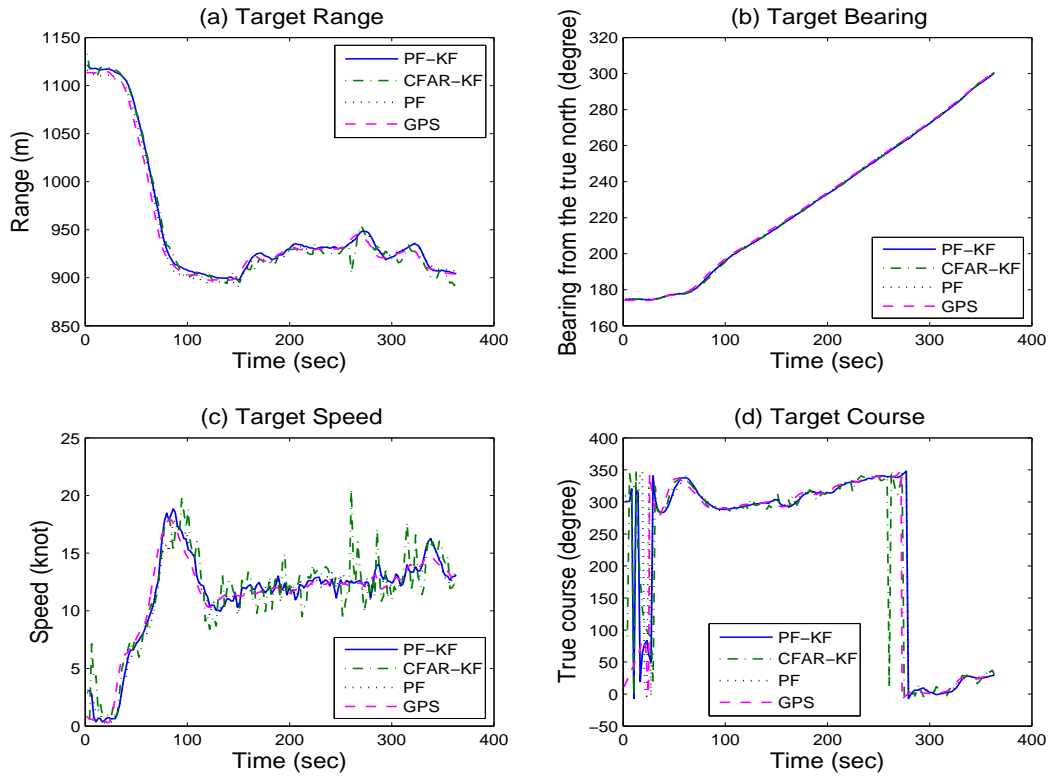 (a) Target Range
1150
1100
1050
1000
950
900
850
0
100
200
300
400
Range (m)
Time (sec)
PF−KF
CFAR−KF
PF
GPS
(b) Target Bearing
320
300
280
260
240
220
200
180
160
0
100
200
300
400
Bearing from the true north (degree)
Time (sec)
PF−KF
CFAR−KF
PF
GPS
(c) Target Speed
25
20
15
10
5
0
0
100
200
300
400
Speed (knot)
Time (sec)
PF−KF
CFAR−KF
PF
GPS
(d) Target Course
400
350
300
250
200
150
100
50
0
−50
0
100
200
300
400
True course (degree)
Time (sec)
PF−KF
CFAR−KF
PF
GPS